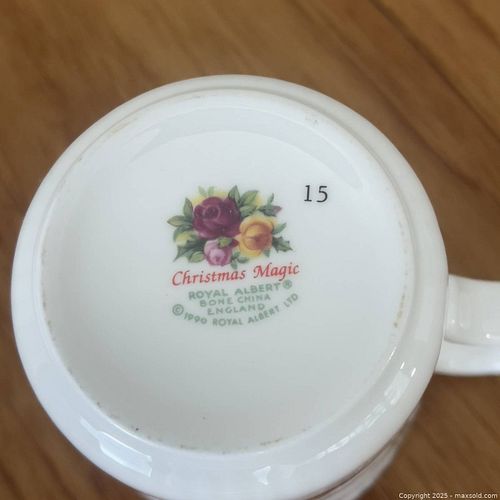 15
Christmas Magic
ROYAL ALBERT®
BONE CHINA
ENGLAND
© 1990 ROYAL ALBERT LTD
Copyright 2025 - maxsold.com